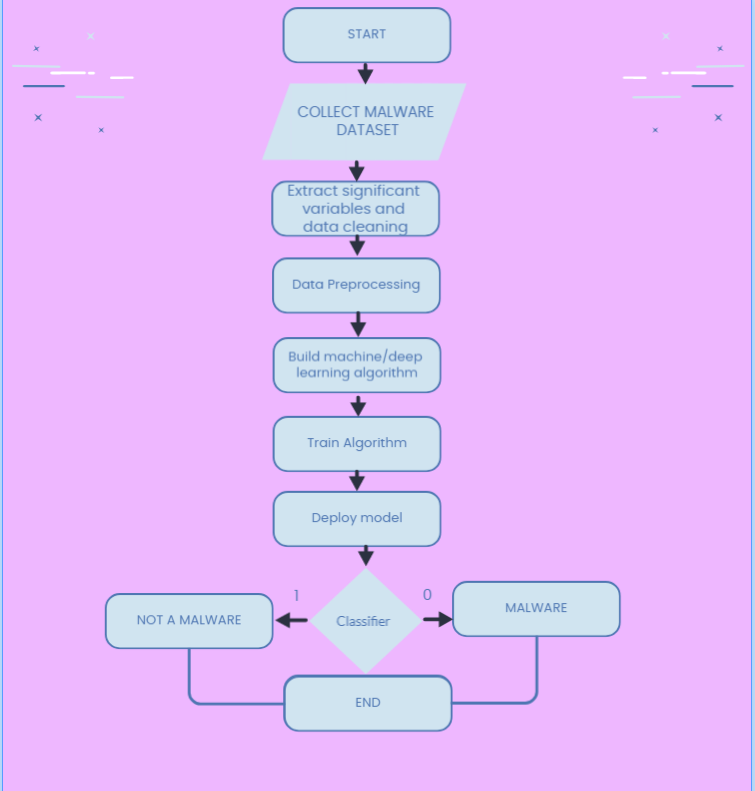 START
COLLECT MALWARE
DATASET
Extract significant
variables and
data cleaning
Data Preprocessing
Build machine/deep
learning algorithm
Train Algorithm
Deploy model
1
0
NOT A MALWARE
Classifier
MALWARE
END